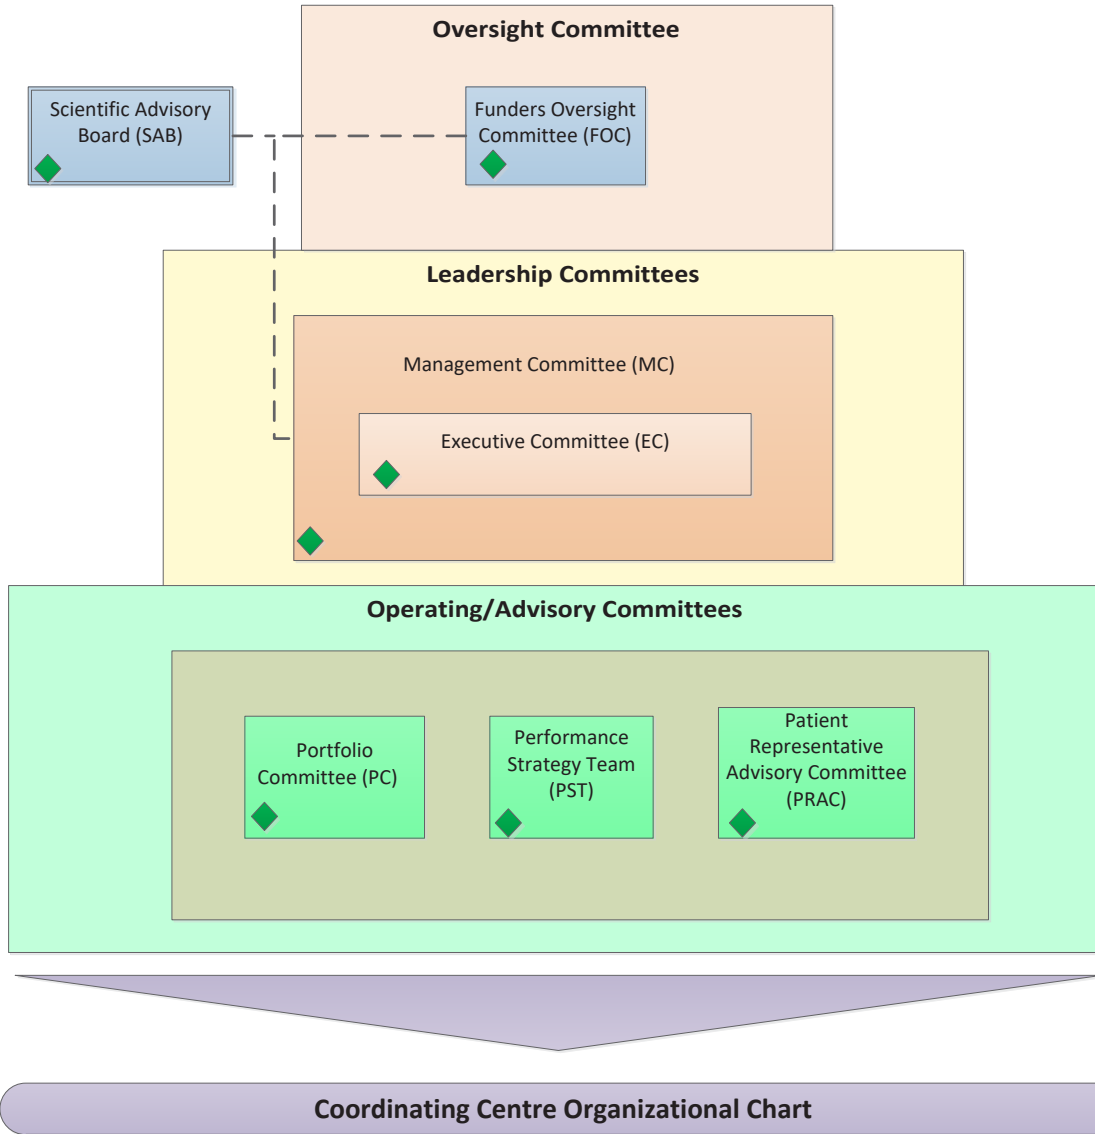 Oversight Committee
Scientific Advisory
Board (SAB)
Funders Oversight
Committee (FOC)
Leadership Committees
Management Committee (MC)
Executive Committee (EC)
Operating/Advisory Committees
Portfolio
Committee (PC)
Performance
Strategy Team
(PST)
Patient
Representative
Advisory Committee
(PRAC)
Coordinating Centre Organizational Chart